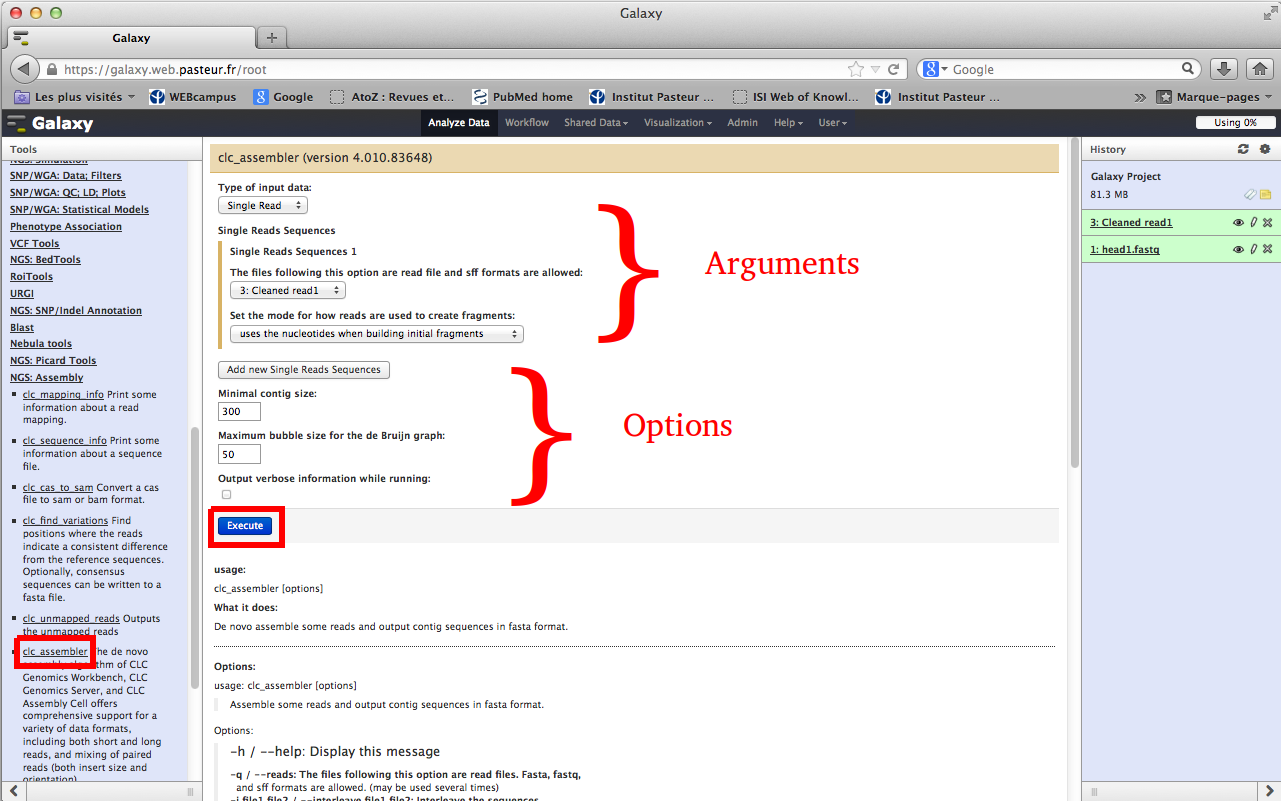 Galaxy
Galaxy
https://galaxy.web.pasteur.fr/root
Google
Les plus visités
WEBcampus
Google
AtoZ : Revues et...
PubMed home
Institut Pasteur ...
ISI Web of Knowl...
Institut Pasteur ...
Marque-pages
Galaxy
Analyze Data
Workflow
Shared Data
Visualization
Admin
Help
User
Using 0%
Tools
NGS: Simulation
SNP/WGA: Data; Filters
SNP/WGA: QC; LD; Plots
SNP/WGA: Statistical Models
Phenotype Association
VCF Tools
NGS: BedTools
RoiTools
URGI
NGS: SNP/Indel Annotation
Blast
Nebula tools
NGS: Picard Tools
NGS: Assembly
clc_mapping_info Print some
information about a read
mapping.
clc_sequence_info Print some
information about a sequence
file.
clc_cas_to_sam Convert a cas
file to sam or bam format.
clc_find_variations Find
positions where the reads
indicate a consistent difference
from the reference sequences.
Optionally, consensus
sequences can be written to a
fasta file.
clc_unmapped_reads Outputs
the unmapped reads
clc_assembler The de novo
assembly algorithm of CLC
Genomics Workbench, CLC
Genomics Server, and CLC
Assembly Cell offers
comprehensive support for a
variety of data formats,
including both short and long
reads, and mixing of paired
reads (both insert size and
orientation)
clc_assembler (version 4.010.83648)
Type of input data:
Single Read
Single Reads Sequences
Single Reads Sequences 1
The files following this option are read file and sff formats are allowed:
3: Cleaned read1
Set the mode for how reads are used to create fragments:
uses the nucleotides when building initial fragments
Arguments
Add new Single Reads Sequences
Minimal contig size:
300
Maximum bubble size for the de Bruijn graph:
50
Output verbose information while running:
Options
Execute
usage:
clc_assembler [options]
What it does:
De novo assemble some reads and output contig sequences in fasta format.
Options:
usage: clc_assembler [options]
Assemble some reads and output contig sequences in fasta format.
Options:
-h / --help: Display this message
-q / --reads: The files following this option are read files. Fasta, fastq,
and sff formats are allowed. (may be used several times)
-i file1 file2 / --interleave file1 file2: Interleave the sequences
History
Galaxy Project
81.3 MB
3: Cleaned read1
1: head1.fastq